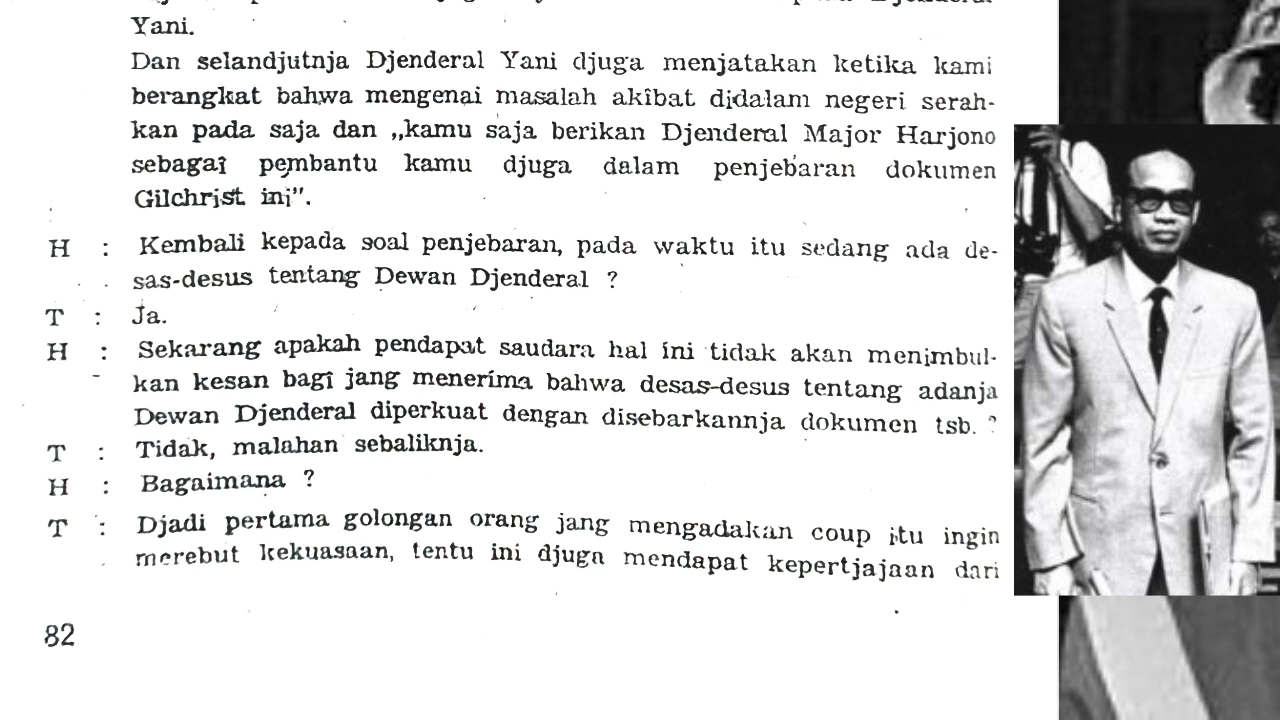 Yani.
Dan selandjutnja Djenderal Yani djuga menjatakan ketika kami
berangkat bahwa mengenai masalah akibat didalam negeri serah-
kan pada saja dan „kamu saja berikan Djenderal Major Harjono
sebagai pembantu kamu djuga dalam penjebaran dokumen
Gilchrist ini".
H : Kembali kepada soal penjebaran, pada waktu itu sedang ada de-
sas-desus tentang Dewan Djenderal ?
T : Ja.
H : Sekarang apakah pendapat saudara hal ini tidak akan menimbul-
kan kesan bagi jang menerima bahwa desas-desus tentang adanja
Dewan Djenderal diperkuat dengan disebarkannja dokumen tsb. ?
T : Tidak, malahan sebaliknja.
H : Bagaimana ?
T : Djadi pertama golongan orang jang mengadakan coup itu ingin
merebut kekuasaan, tentu ini djuga mendapat kepertjajaan dari
82